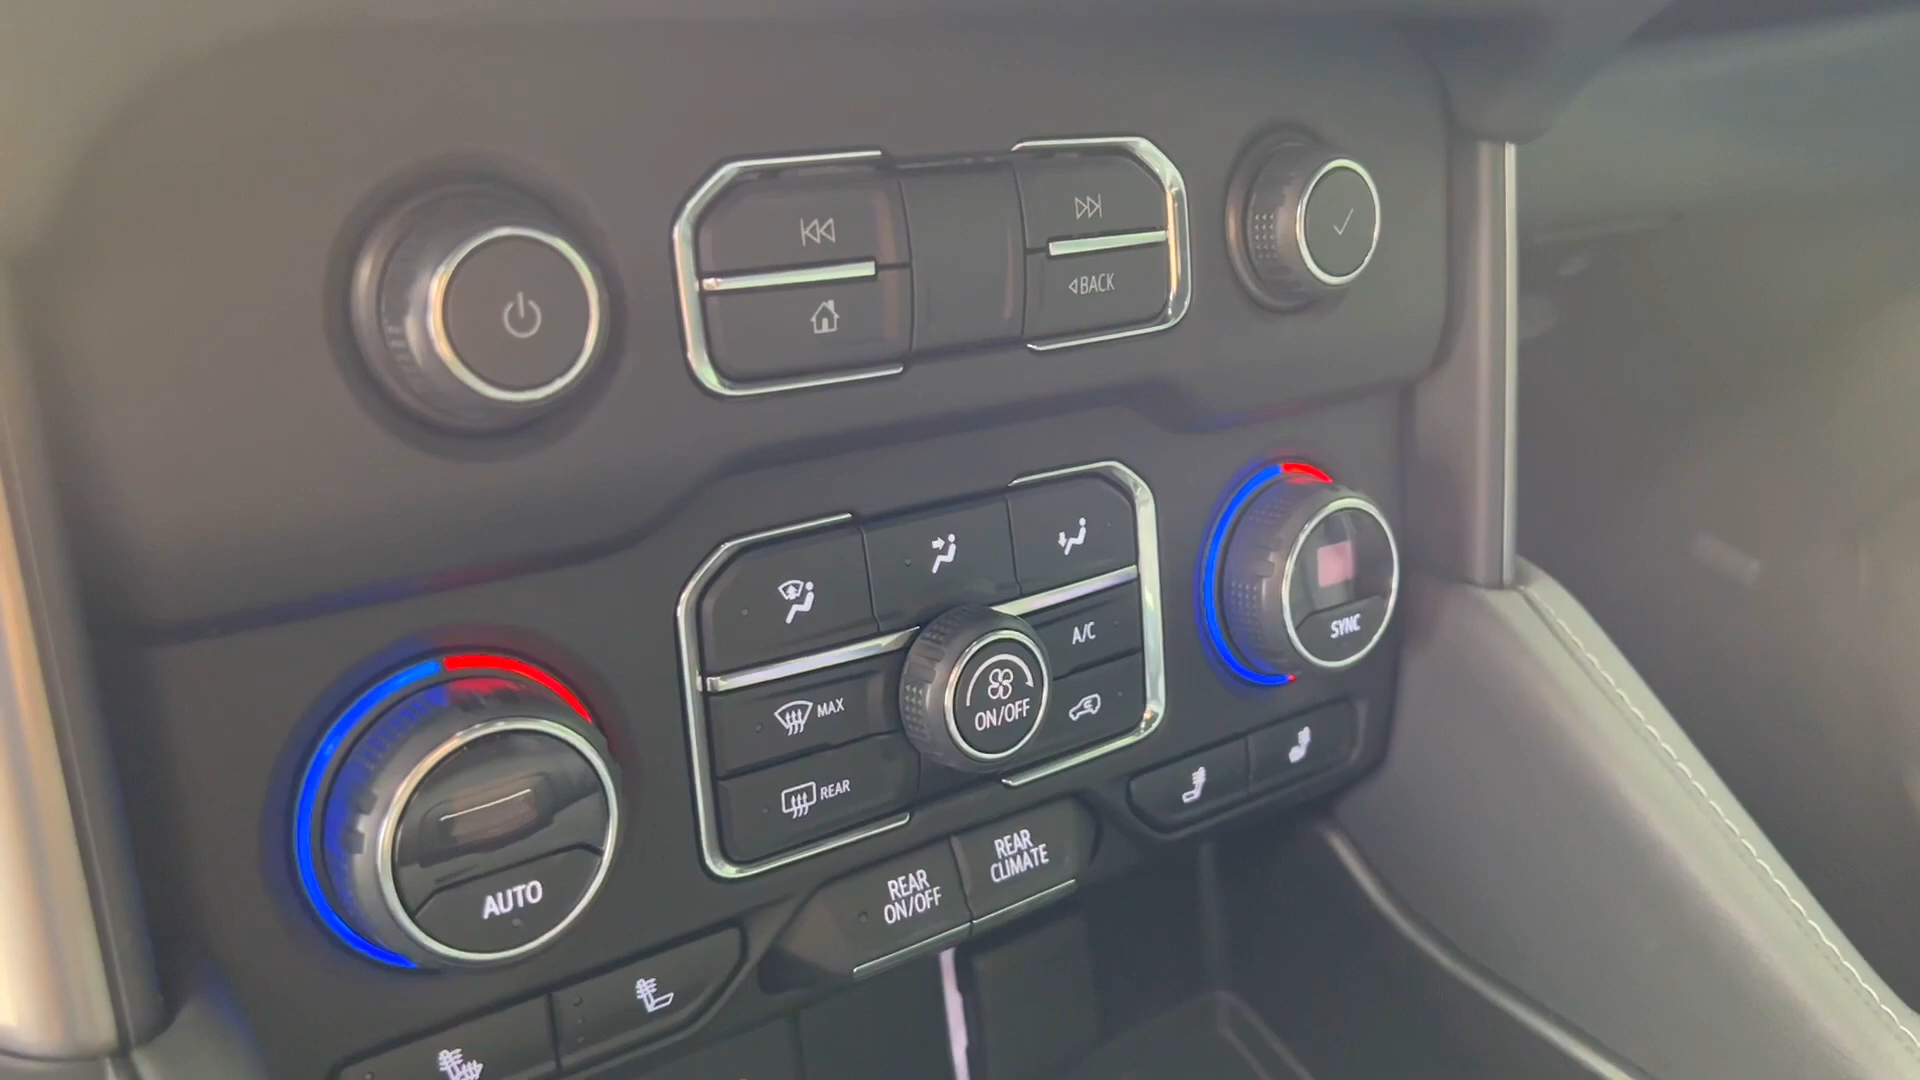 BACK
A/C
SYNC
MAX
ON/OFF
REAR
AUTO
REAR
ON/OFF
REAR
CLIMATE